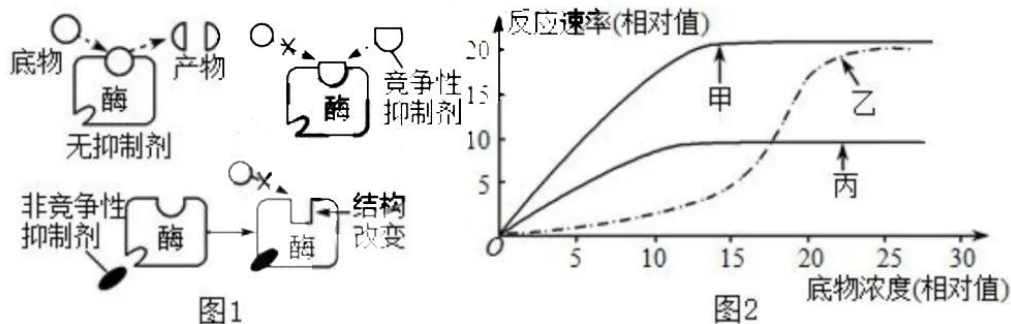 底物
产物
酶
无抑制剂
酶
竞争性
抑制剂
非竞争性
抑制剂
酶
酶
结构
改变
图1
反应速率(相对值)
20
15
10
5
O
甲
乙
丙
5
10
15
20
25
30
底物浓度(相对值)
图2